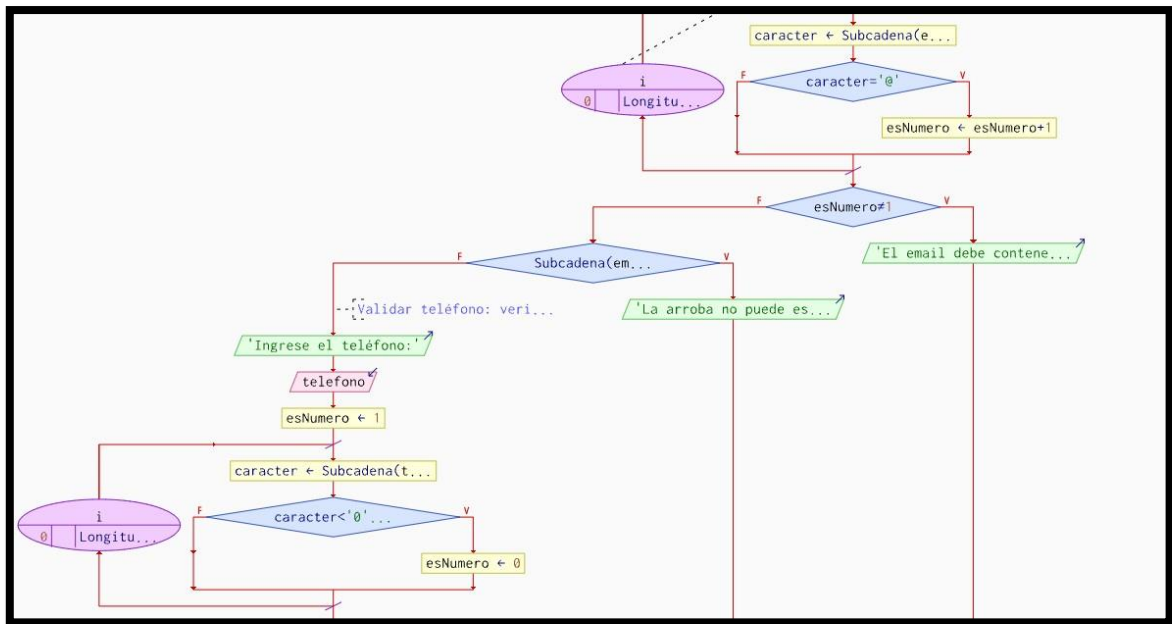 caracter ← Subcadena(e...
i
0 Longitu...
F
caracter='@'
V
esNumero ← esNumero+1
F
esNumero≠1
V
'El email debe contene...
F
Subcadena(em...
V
'La arroba no puede es...
Validar teléfono: veri...
'Ingrese el teléfono:'
telefono
esNumero ← 1
caracter ← Subcadena(t...
i
0 Longitu...
F
caracter<'0'...
V
esNumero ← 0